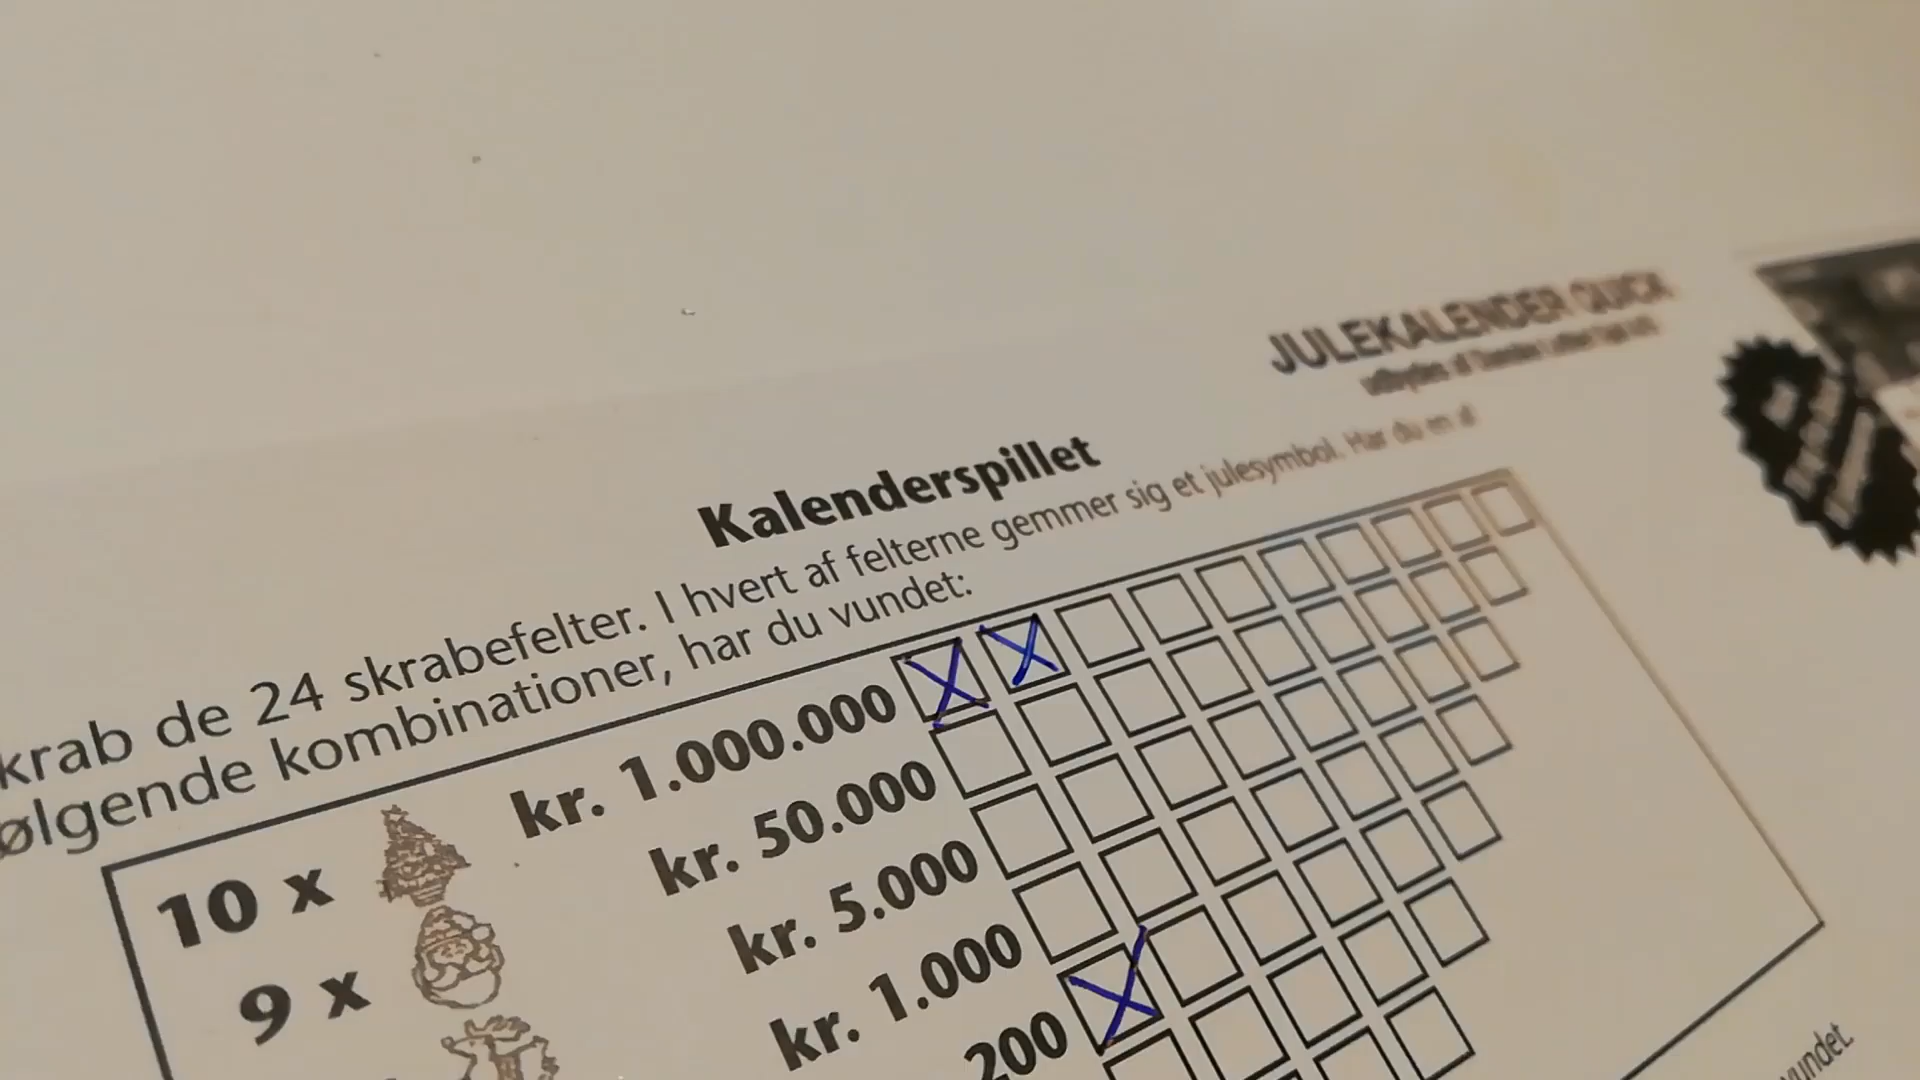 JULEKALENDER QUICK
Kalenderspillet
krab de 24 skrabefelter. I hvert af felterne gemmer sig et julesymbol. Har du en af
ølgende kombinationer, har du vundet:
10 x kr. 1.000.000
9 x kr. 50.000
kr. 5.000
kr. 1.000
200
vundet.